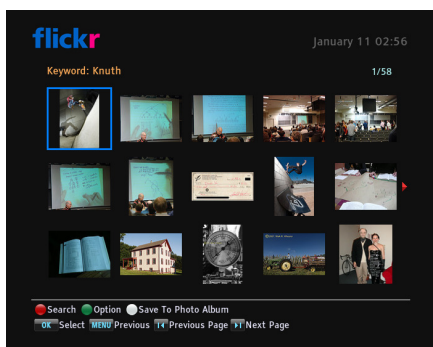 flickr
January 11 02:56
Keyword: Knuth
1/58
Search Option Save To Photo Album
OK Select MENU Previous Previous Page Next Page